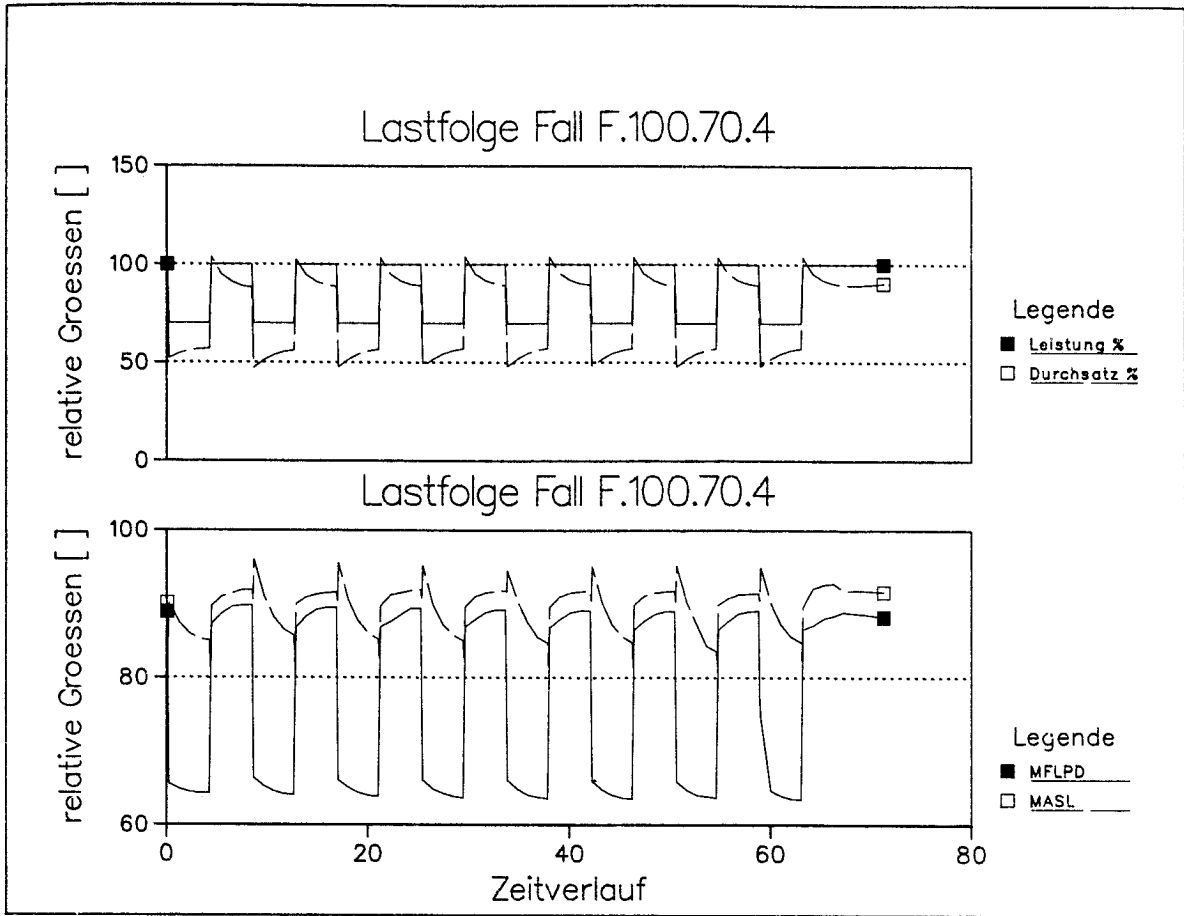 Lastfolge Fall F.100.70.4
relative Groessen [ ]
150
100
50
0
Legende
Leistung %
Durchsatz %
Lastfolge Fall F.100.70.4
relative Groessen [ ]
100
80
60
0
20
40
60
80
Zeitverlauf
Legende
MFLPD
MASL